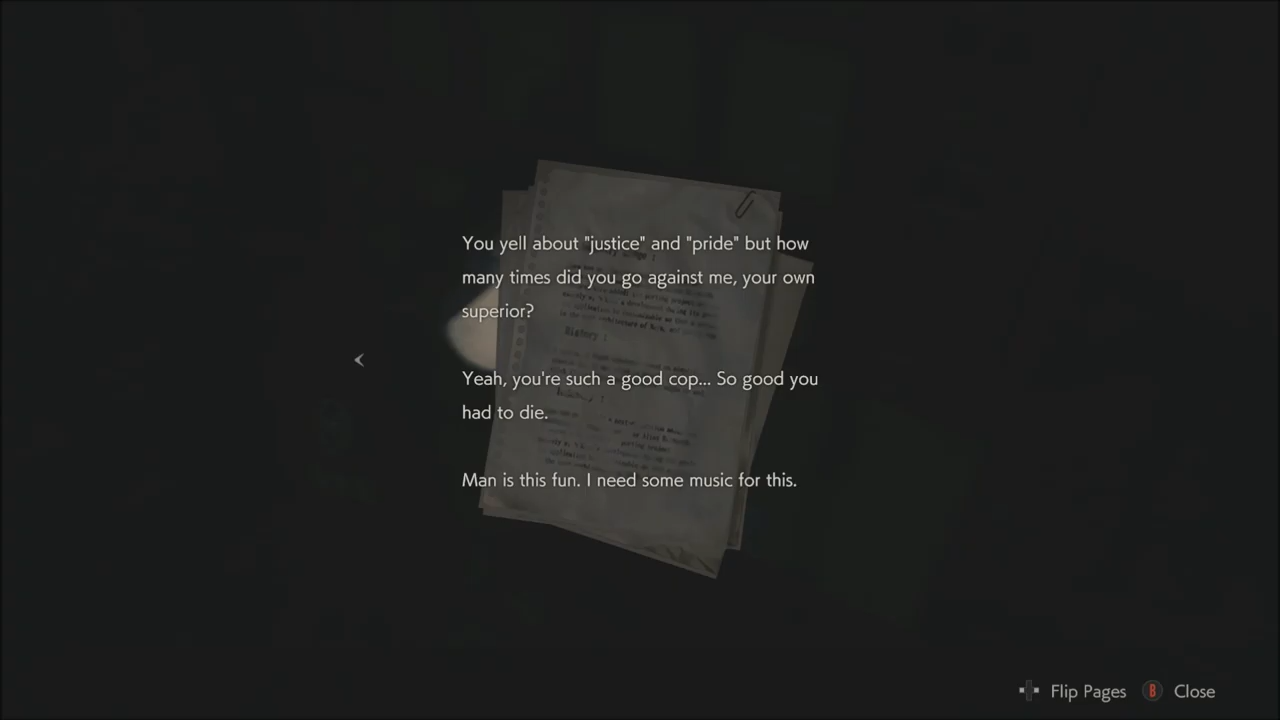 You yell about "justice" and "pride" but how
many times did you go against me, your own
superior?
Yeah, you're such a good cop... So good you
had to die.
Man is this fun. I need some music for this.
History :
B
Flip Pages
Close